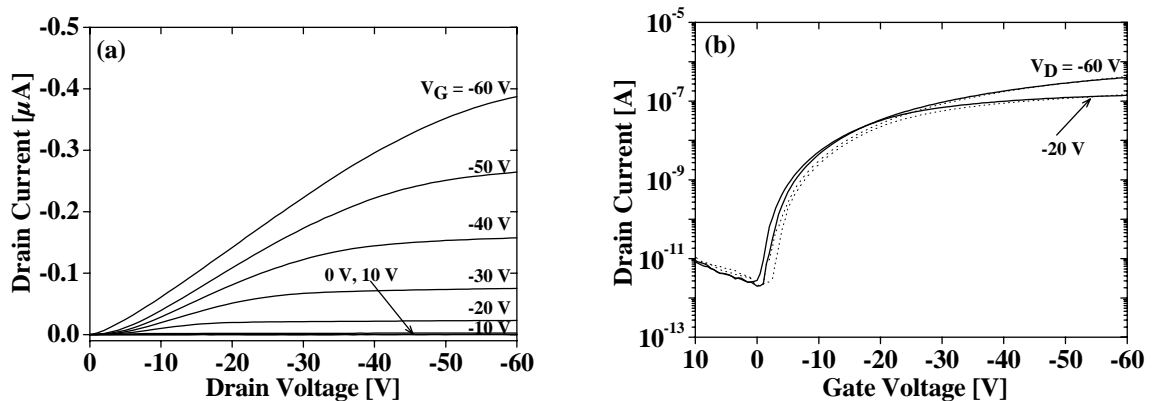 (a)
-0.5
-0.4
-0.3
-0.2
-0.1
0.0
Drain Current [µA]
V_G = -60 V
-50 V
-40 V
-30 V
0 V, 10 V
-20 V
-10 V
0 -10 -20 -30 -40 -50 -60
Drain Voltage [V]
(b)
10^-5
10^-7
10^-9
10^-11
10^-13
Drain Current [A]
V_D = -60 V
-20 V
10 0 -10 -20 -30 -40 -50 -60
Gate Voltage [V]